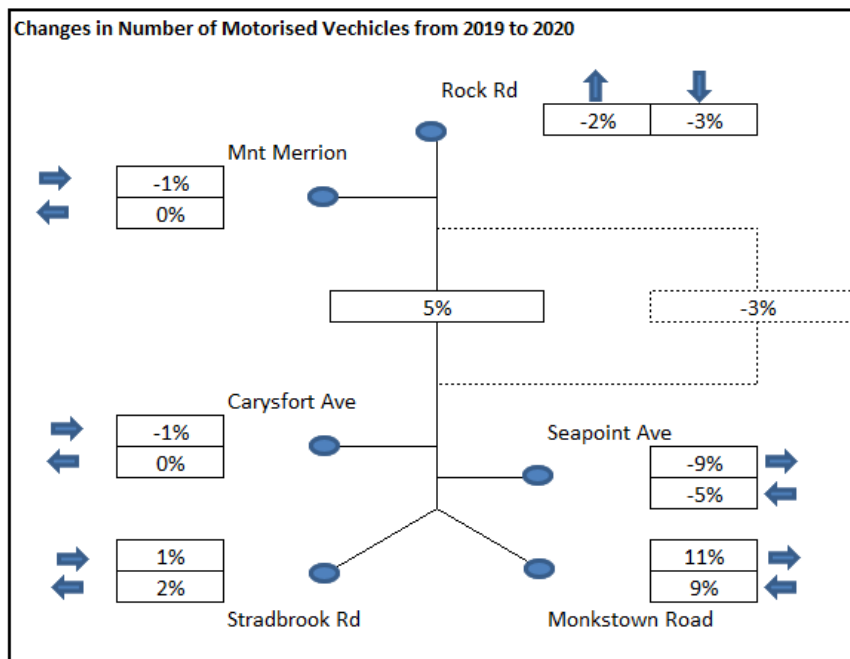 Changes in Number of Motorised Vechicles from 2019 to 2020
Rock Rd
-2% -3%
Mnt Merrion
-1%
0%
5% -3%
Carysfort Ave
-1%
0%
Seapoint Ave
-9%
-5%
1%
2%
Stradbrook Rd
11%
9%
Monkstown Road